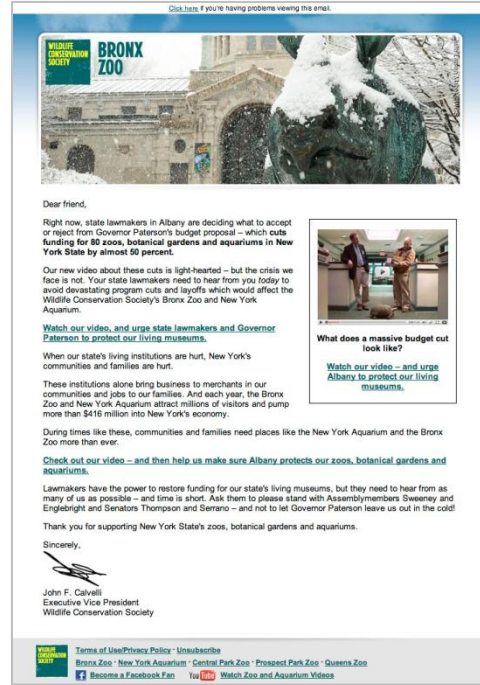 Click here if you're having problems viewing this email.
WILDLIFE
CONSERVATION
SOCIETY
BRONX
ZOO
Dear friend,
Right now, state lawmakers in Albany are deciding what to accept
or reject from Governor Paterson's budget proposal – which cuts
funding for 80 zoos, botanical gardens and aquariums in New
York State by almost 50 percent.
Our new video about these cuts is light-hearted – but the crisis we
face is not. Your state lawmakers need to hear from you today to
avoid devastating program cuts and layoffs which would affect the
Wildlife Conservation Society's Bronx Zoo and New York
Aquarium.
Watch our video, and urge state lawmakers and Governor
Paterson to protect our living museums.
When our state's living institutions are hurt, New York's
communities and families are hurt.
These institutions alone bring business to merchants in our
communities and jobs to our families. And each year, the Bronx
Zoo and New York Aquarium attract millions of visitors and pump
more than $416 million into New York's economy.
What does a massive budget cut
look like?
Watch our video – and urge
Albany to protect our living
museums.
During times like these, communities and families need places like the New York Aquarium and the Bronx
Zoo more than ever.
Check out our video – and then help us make sure Albany protects our zoos, botanical gardens and
aquariums.
Lawmakers have the power to restore funding for our state's living museums, but they need to hear from as
many of us as possible – and time is short. Ask them to please stand with Assemblymembers Sweeney and
Englebright and Senators Thompson and Serrano – and not to let Governor Paterson leave us out in the cold!
Thank you for supporting New York State's zoos, botanical gardens and aquariums.
Sincerely,
John F. Calvelli
Executive Vice President
Wildlife Conservation Society
WILDLIFE
CONSERVATION
SOCIETY
Terms of Use/Privacy Policy · Unsubscribe
Bronx Zoo · New York Aquarium · Central Park Zoo · Prospect Park Zoo · Queens Zoo
Become a Facebook Fan You Tube Watch Zoo and Aquarium Videos